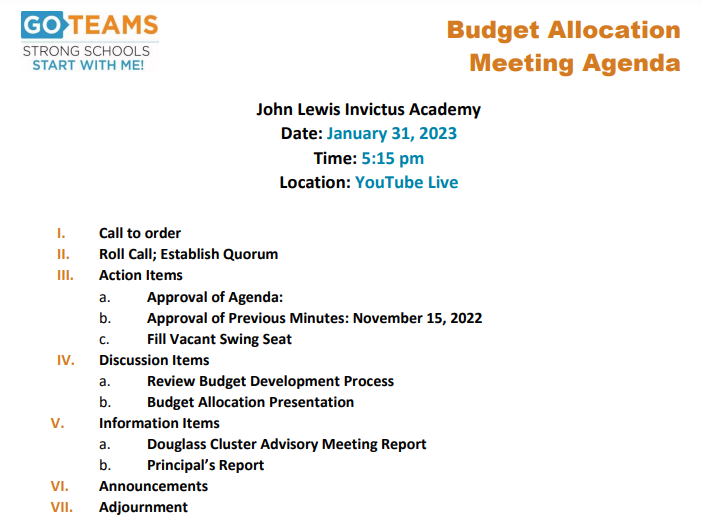 GO TEAMS
STRONG SCHOOLS
START WITH ME!
Budget Allocation
Meeting Agenda
John Lewis Invictus Academy
Date: January 31, 2023
Time: 5:15 pm
Location: YouTube Live
I. Call to order
II. Roll Call; Establish Quorum
III. Action Items
a. Approval of Agenda:
b. Approval of Previous Minutes: November 15, 2022
c. Fill Vacant Swing Seat
IV. Discussion Items
a. Review Budget Development Process
b. Budget Allocation Presentation
V. Information Items
a. Douglass Cluster Advisory Meeting Report
b. Principal's Report
VI. Announcements
VII. Adjournment